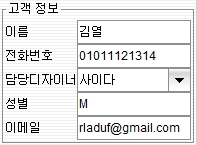 고객 정보
이름 김열
전화번호 01011121314
담당디자이너 사이다
성별 M
이메일 rladuf@gmail.com